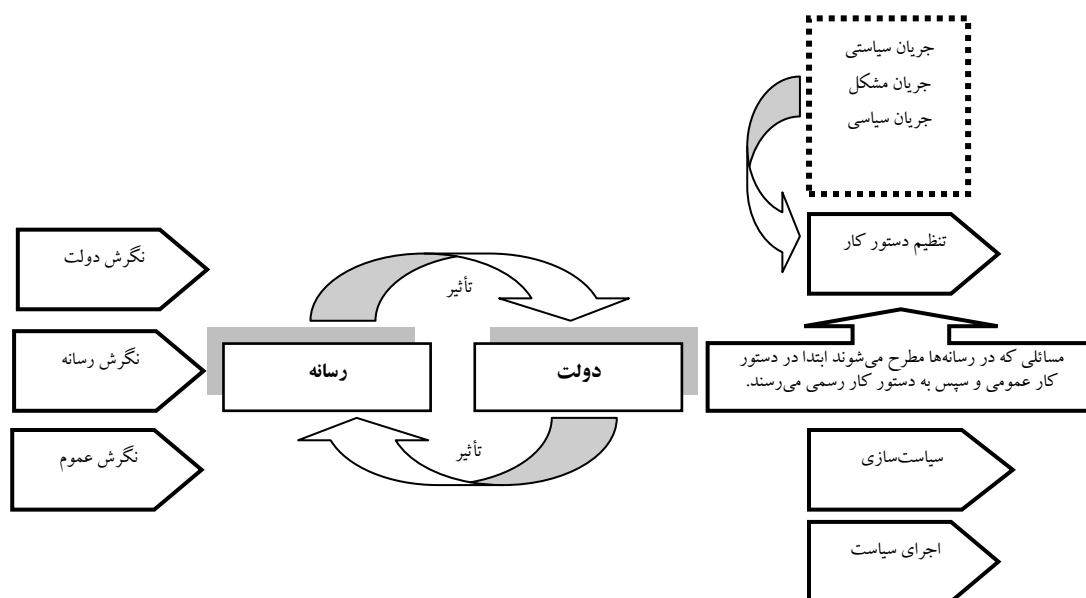 جریان سیاستی
جریان مشکل
جریان سیاسی
تنظیم دستور کار
نگرش دولت
تأثیر
نگرش رسانه
رسانه
دولت
مسائلی که در رسانه‌ها مطرح می‌شوند ابتدا در دستور
کار عمومی و سپس به دستور کار رسمی می‌رسند.
نگرش عموم
تأثیر
سیاست‌سازی
اجرای سیاست